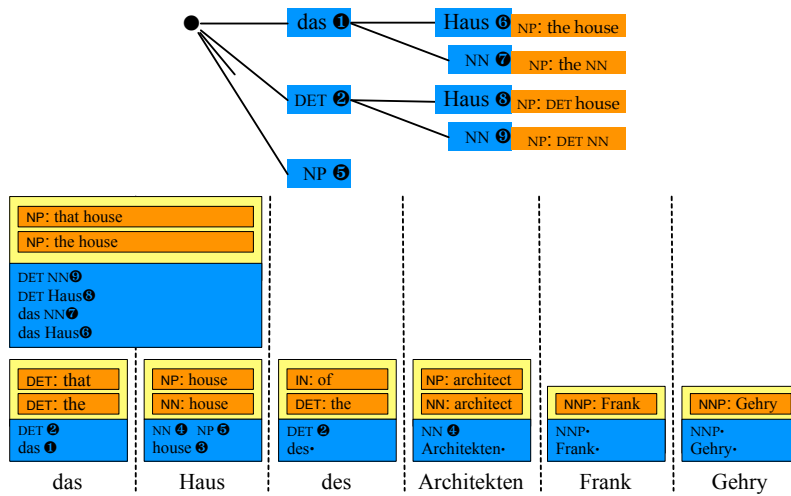 das ❶
Haus ❻ NP: the house
NN ❼ NP: the NN
DET ❷
Haus ❽ NP: DET house
NN ❾ NP: DET NN
NP ❺
NP: that house
NP: the house
DET NN❾
DET Haus❽
das NN❼
das Haus❻
DET: that
DET: the
DET ❷
das ❶
NP: house
NN: house
NN ❹ NP ❺
house ❸
IN: of
DET: the
DET ❷
des•
NP: architect
NN: architect
NN ❹
Architekten•
NNP: Frank
NNP•
Frank•
NNP: Gehry
NNP•
Gehry•
das Haus des Architekten Frank Gehry